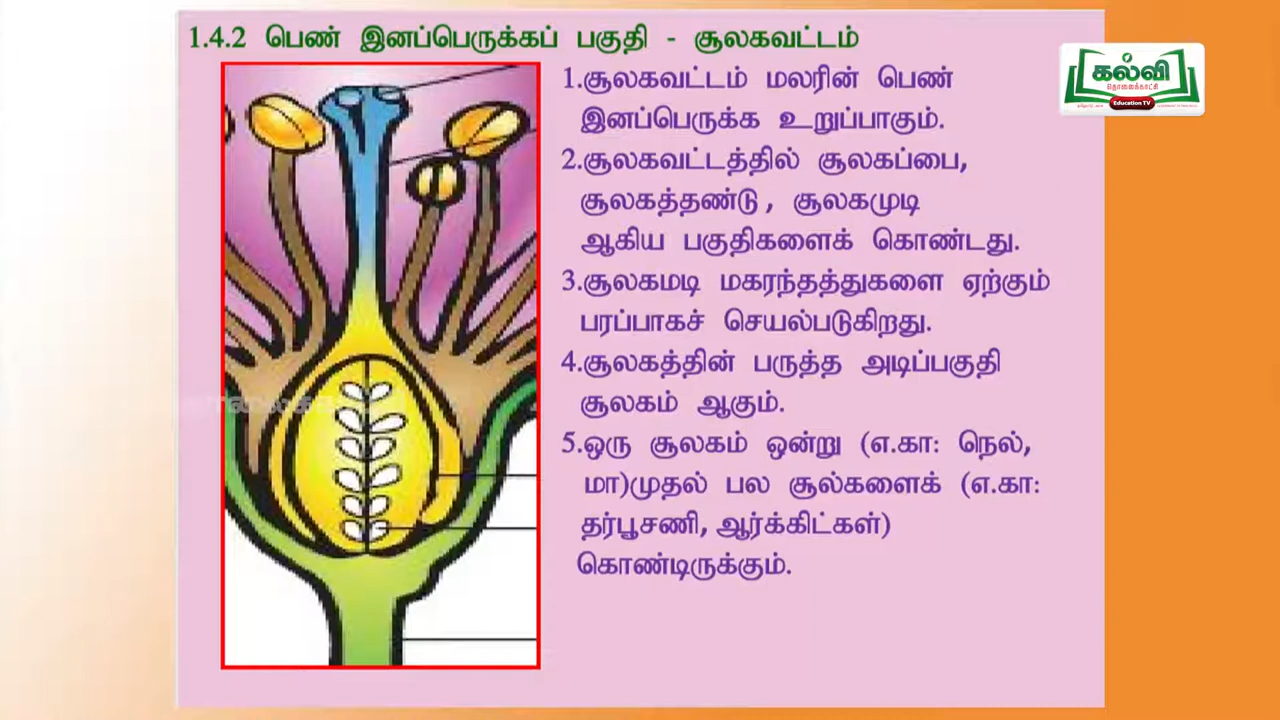 1.4.2 பெண் இனப்பெருக்கப் பகுதி - சூலகவட்டம்
கல்வி
தொலைக்காட்சி
Education TV
1.சூலகவட்டம் மலரின் பெண்
இனப்பெருக்க உறுப்பாகும்.
2.சூலகவட்டத்தில் சூலகப்பை,
சூலகத்தண்டு , சூலகமுடி
ஆகிய பகுதிகளைக் கொண்டது.
3.சூலகமடி மகரந்தத்துகளை ஏற்கும்
பரப்பாகச் செயல்படுகிறது.
4.சூலகத்தின் பருத்த அடிப்பகுதி
சூலகம் ஆகும்.
5.ஒரு சூலகம் ஒன்று (எ.கா: நெல்,
மா)முதல் பல சூல்களைக் (எ.கா:
தர்பூசணி, ஆர்க்கிட்கள்)
கொண்டிருக்கும்.